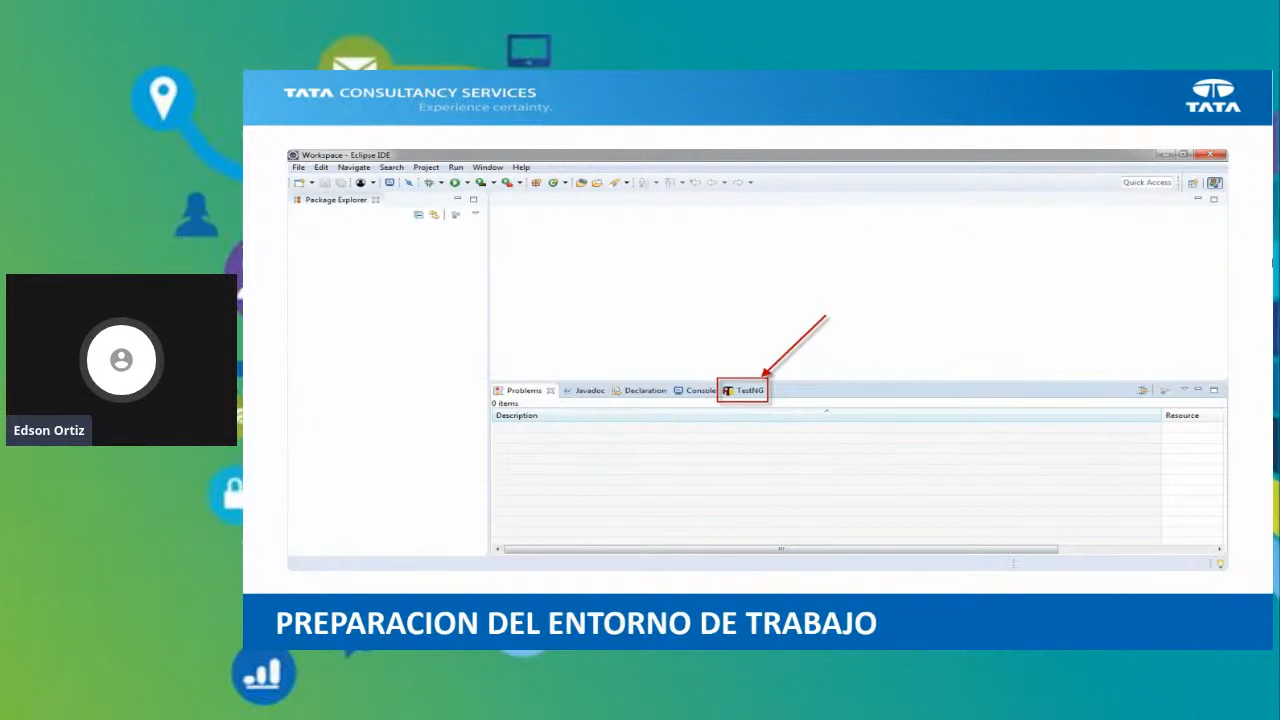 TATA CONSULTANCY SERVICES
Experience certainty.
TATA
Workspace - Eclipse IDE
File Edit Navigate Search Project Run Window Help
Quick Access
Package Explorer
Problems Javadoc Declaration Console TestNG
0 items
Description Resource
Edson Ortiz
PREPARACION DEL ENTORNO DE TRABAJO